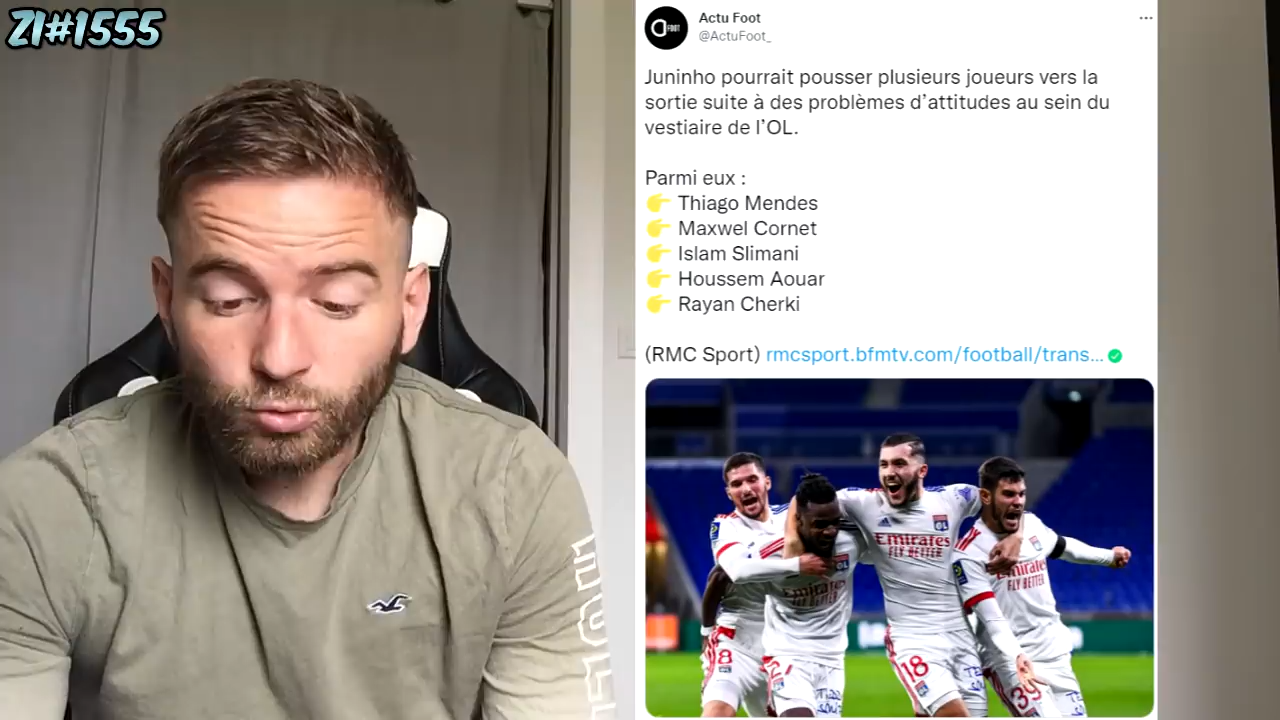 ZI#1555
Actu Foot
@ActuFoot_
Juninho pourrait pousser plusieurs joueurs vers la
sortie suite à des problèmes d'attitudes au sein du
vestiaire de l'OL.
Parmi eux :
👉 Thiago Mendes
👉 Maxwel Cornet
👉 Islam Slimani
👉 Houssem Aouar
👉 Rayan Cherki
(RMC Sport) rmcsport.bfmtv.com/football/trans...
Emirates
FLY BETTER
Emirates
FLY BETTER
8
18
39